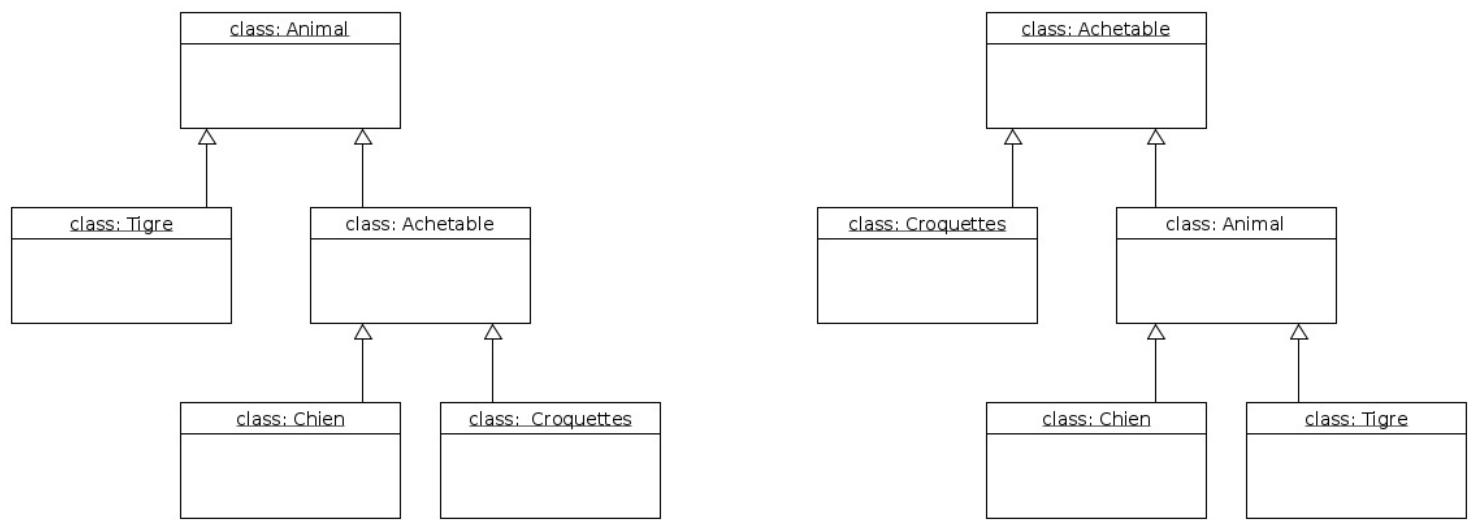 class: Animal
class: Tigre
class: Achetable
class: Chien
class: Croquettes
class: Achetable
class: Croquettes
class: Animal
class: Chien
class: Tigre